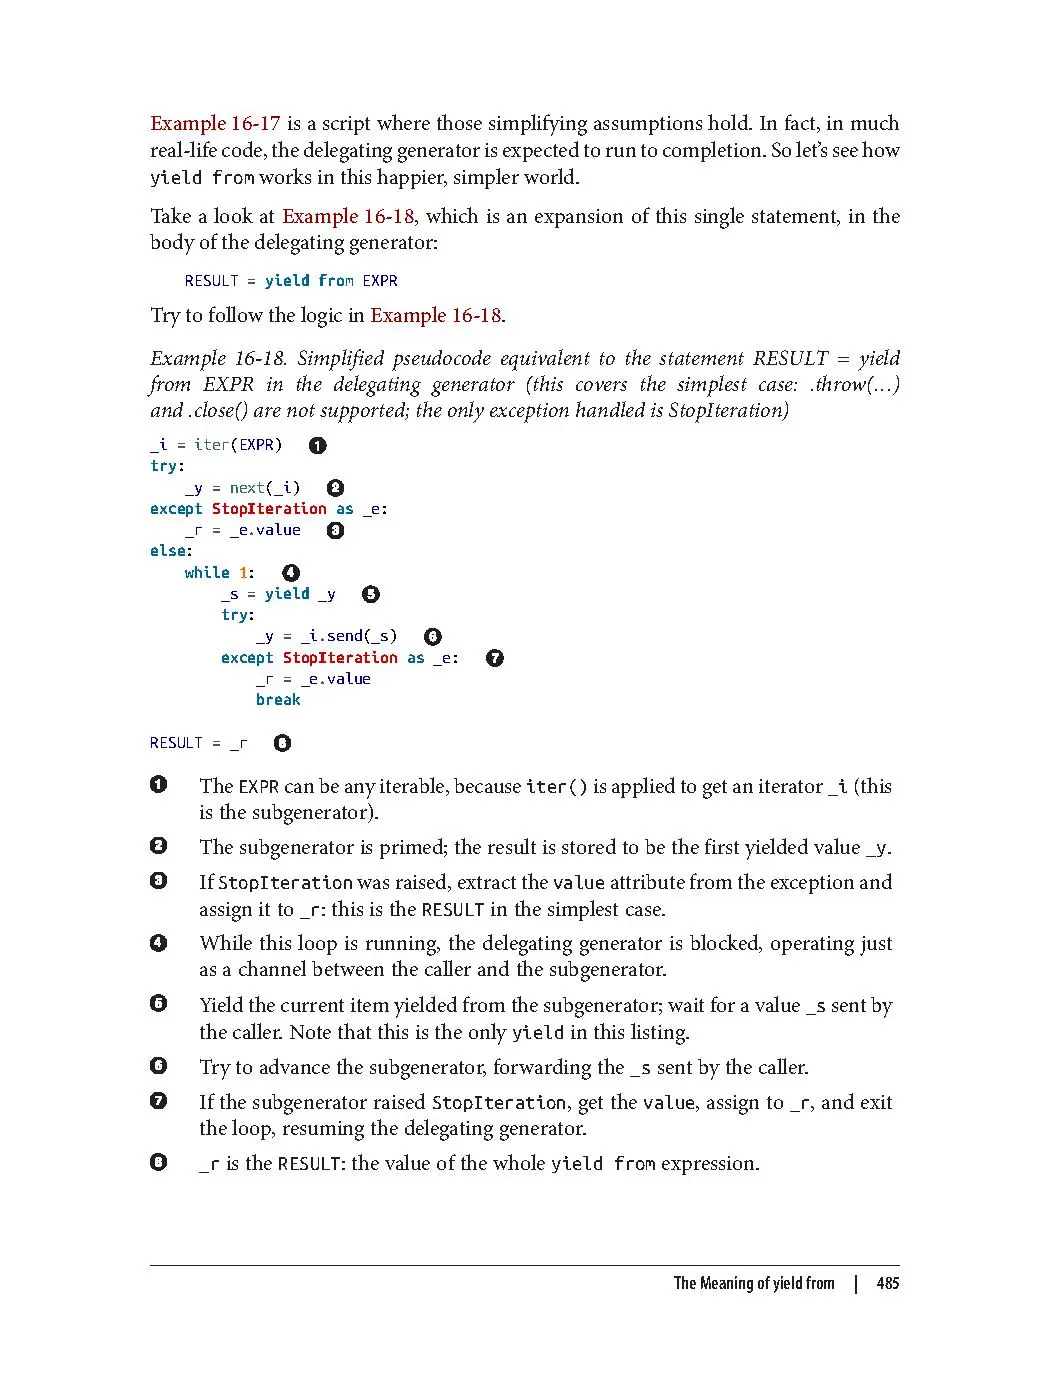 Example 16-17 is a script where those simplifying assumptions hold. In fact, in much
real-life code, the delegating generator is expected to run to completion. So let’s see how
yield from works in this happier, simpler world.
Take a look at Example 16-18, which is an expansion of this single statement, in the
body of the delegating generator:
RESULT = yield from EXPR
Try to follow the logic in Example 16-18.
Example 16-18. Simplified pseudocode equivalent to the statement RESULT = yield
from EXPR in the delegating generator (this covers the simplest case: .throw(…)
and .close() are not supported; the only exception handled is StopIteration)
_i = iter(EXPR) ❶
try:
    _y = next(_i) ❷
except StopIteration as _e:
    _r = _e.value ❸
else:
    while 1: ❹
        _s = yield _y ❺
        try:
            _y = _i.send(_s) ❻
        except StopIteration as _e: ❼
            _r = _e.value
            break
RESULT = _r ❽
❶ The EXPR can be any iterable, because iter() is applied to get an iterator _i (this
is the subgenerator).
❷ The subgenerator is primed; the result is stored to be the first yielded value _y.
❸ If StopIteration was raised, extract the value attribute from the exception and
assign it to _r: this is the RESULT in the simplest case.
❹ While this loop is running, the delegating generator is blocked, operating just
as a channel between the caller and the subgenerator.
❺ Yield the current item yielded from the subgenerator; wait for a value _s sent by
the caller. Note that this is the only yield in this listing.
❻ Try to advance the subgenerator, forwarding the _s sent by the caller.
❼ If the subgenerator raised StopIteration, get the value, assign to _r, and exit
the loop, resuming the delegating generator.
❽ _r is the RESULT: the value of the whole yield from expression.
The Meaning of yield from | 485